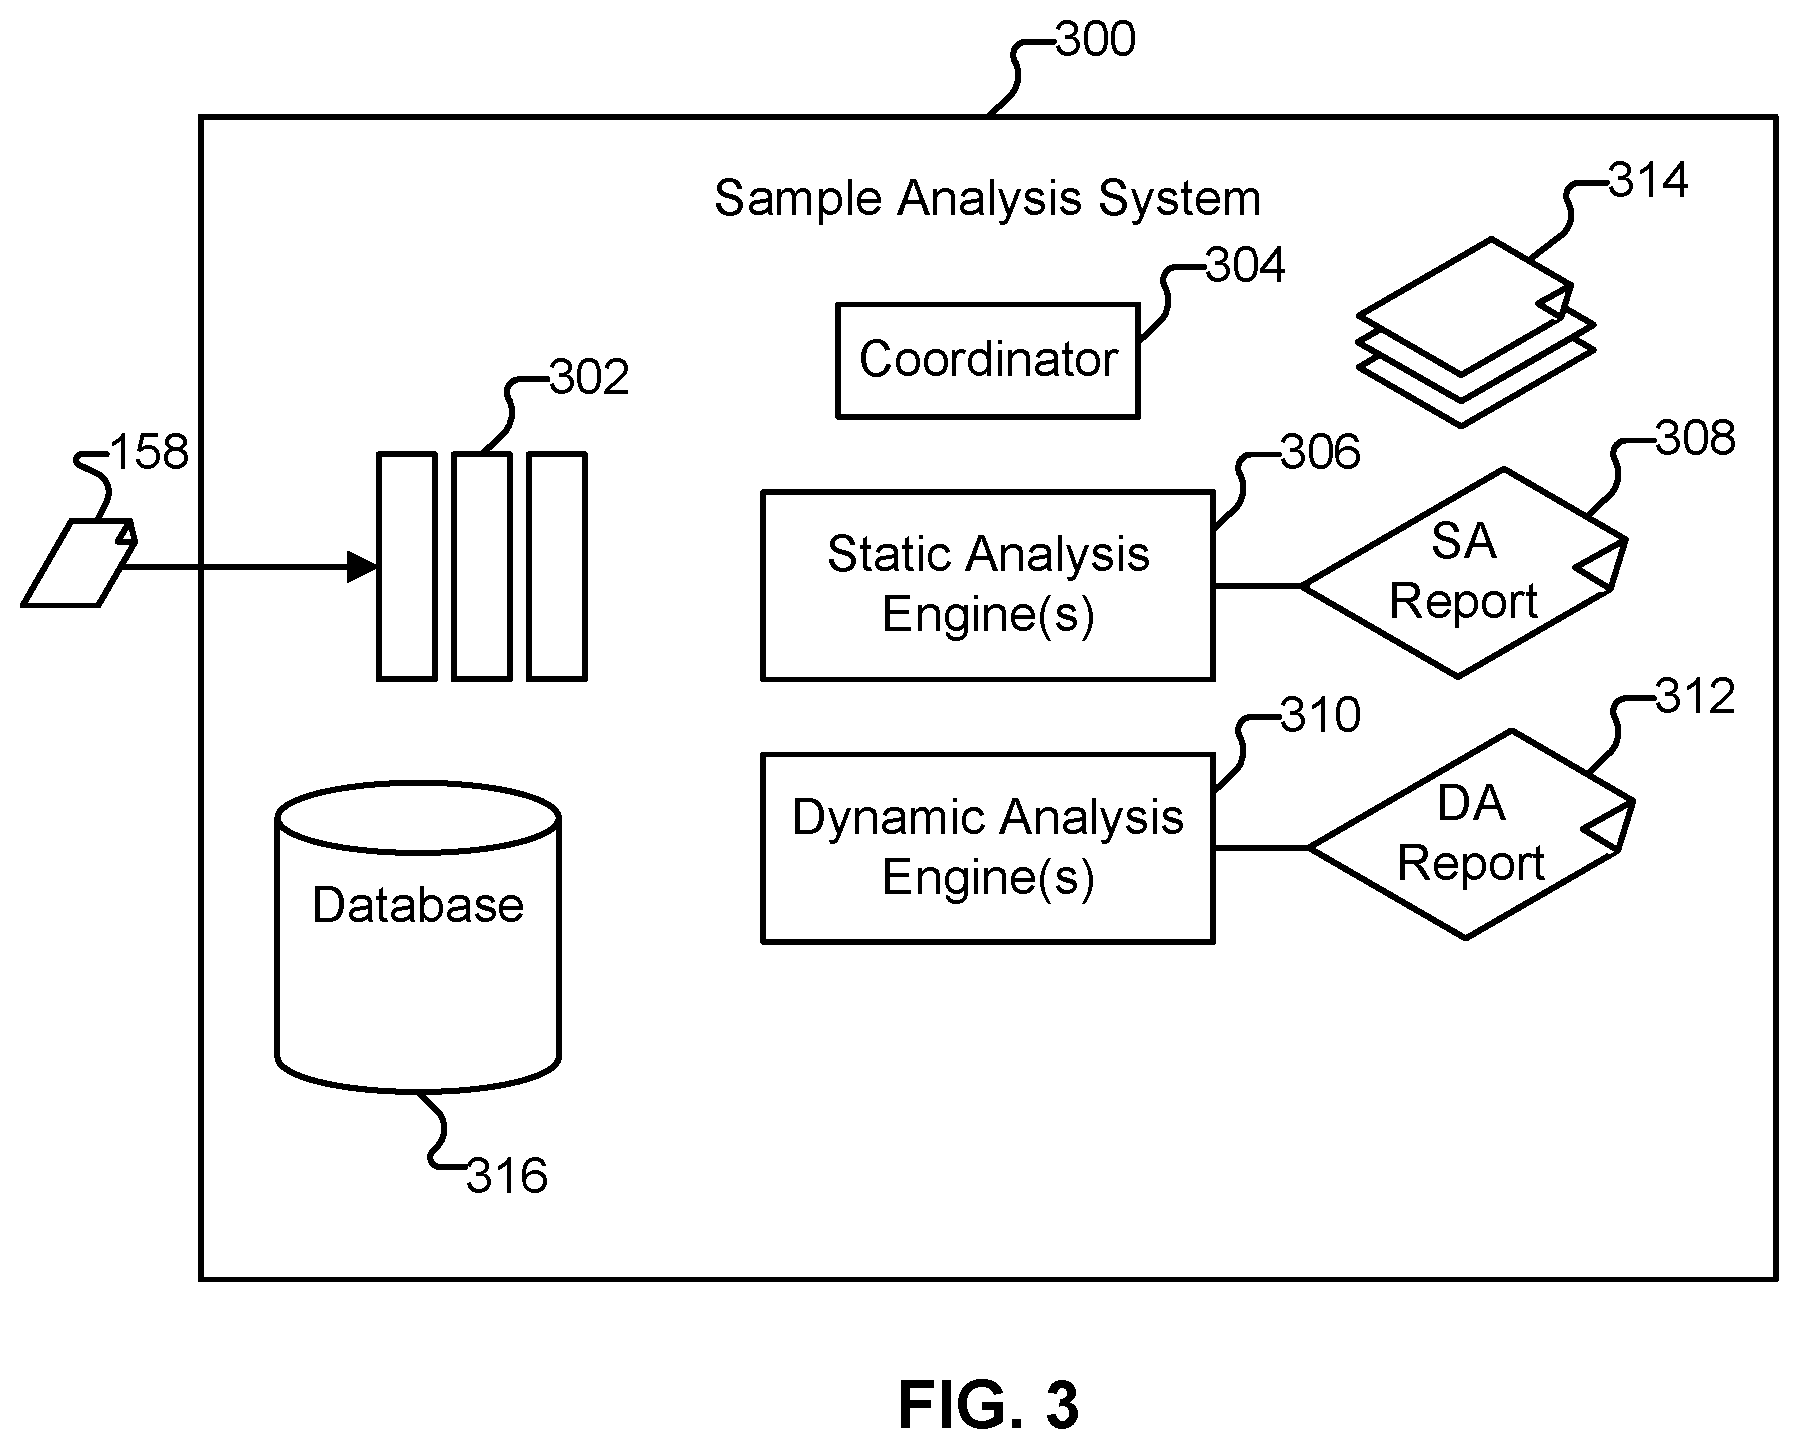 300
Sample Analysis System
314
304
Coordinator
302
158
306
308
Static Analysis
Engine(s)
SA
Report
310
312
Dynamic Analysis
Engine(s)
DA
Report
Database
316
FIG. 3